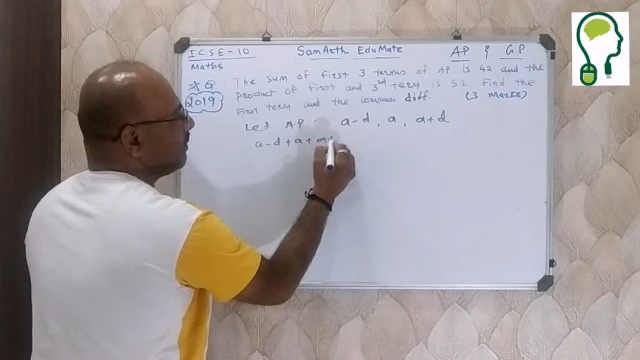 ICSE-10 SamArth EduMate AP & GP
Maths
*Q The sum of first 3 terms of AP is 42 and the
2019 product of first and 3rd term is 52. Find the
First term and the common diff. (3 marks)
Let AP : a-d, a, a+d
a-d+a+a+